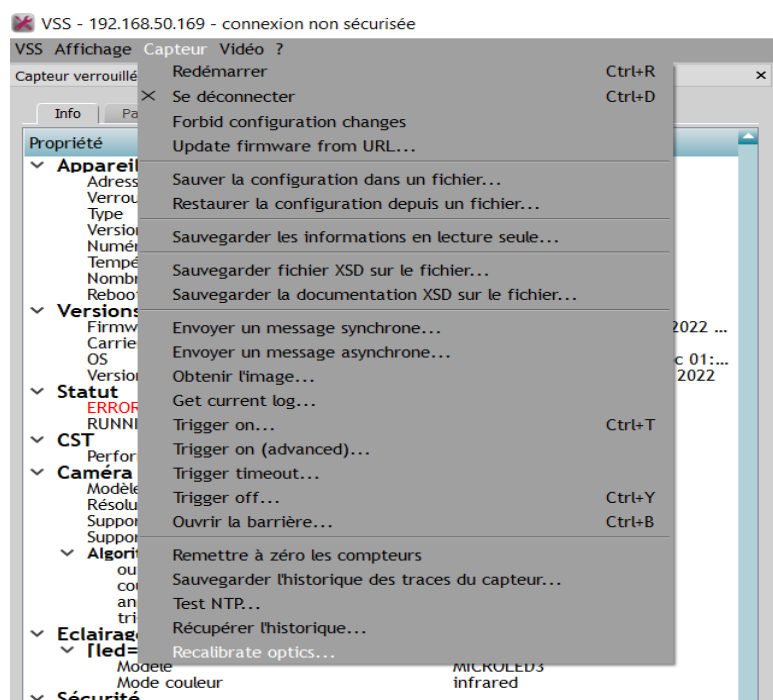 VSS - 192.168.50.169 - connexion non sécurisée
VSS Affichage Capteur Vidéo ?
Capteur verrouillé
Redémarrer Ctrl+R
Se déconnecter Ctrl+D
Info
Forbid configuration changes
Propriété
Update firmware from URL...
Appareil
Sauver la configuration dans un fichier...
Restaurer la configuration depuis un fichier...
Type
Sauvegarder les informations en lecture seule...
Sauvegarder fichier XSD sur le fichier...
Sauvegarder la documentation XSD sur le fichier...
Versions
Envoyer un message synchrone... 2022 ...
Envoyer un message asynchrone...
OS c 01:...
Obtenir l'image... 2022
Statut
Get current log...
ERROR
Trigger on... Ctrl+T
CST
Trigger on (advanced)...
Caméra
Trigger timeout...
Trigger off... Ctrl+Y
Ouvrir la barrière... Ctrl+B
Remettre à zéro les compteurs
Sauvegarder l'historique des traces du capteur...
Test NTP...
Récupérer l'historique...
Eclairage
[led=
Recalibrate optics...
Modèle MICROLED3
Mode couleur infrared
Sécurité